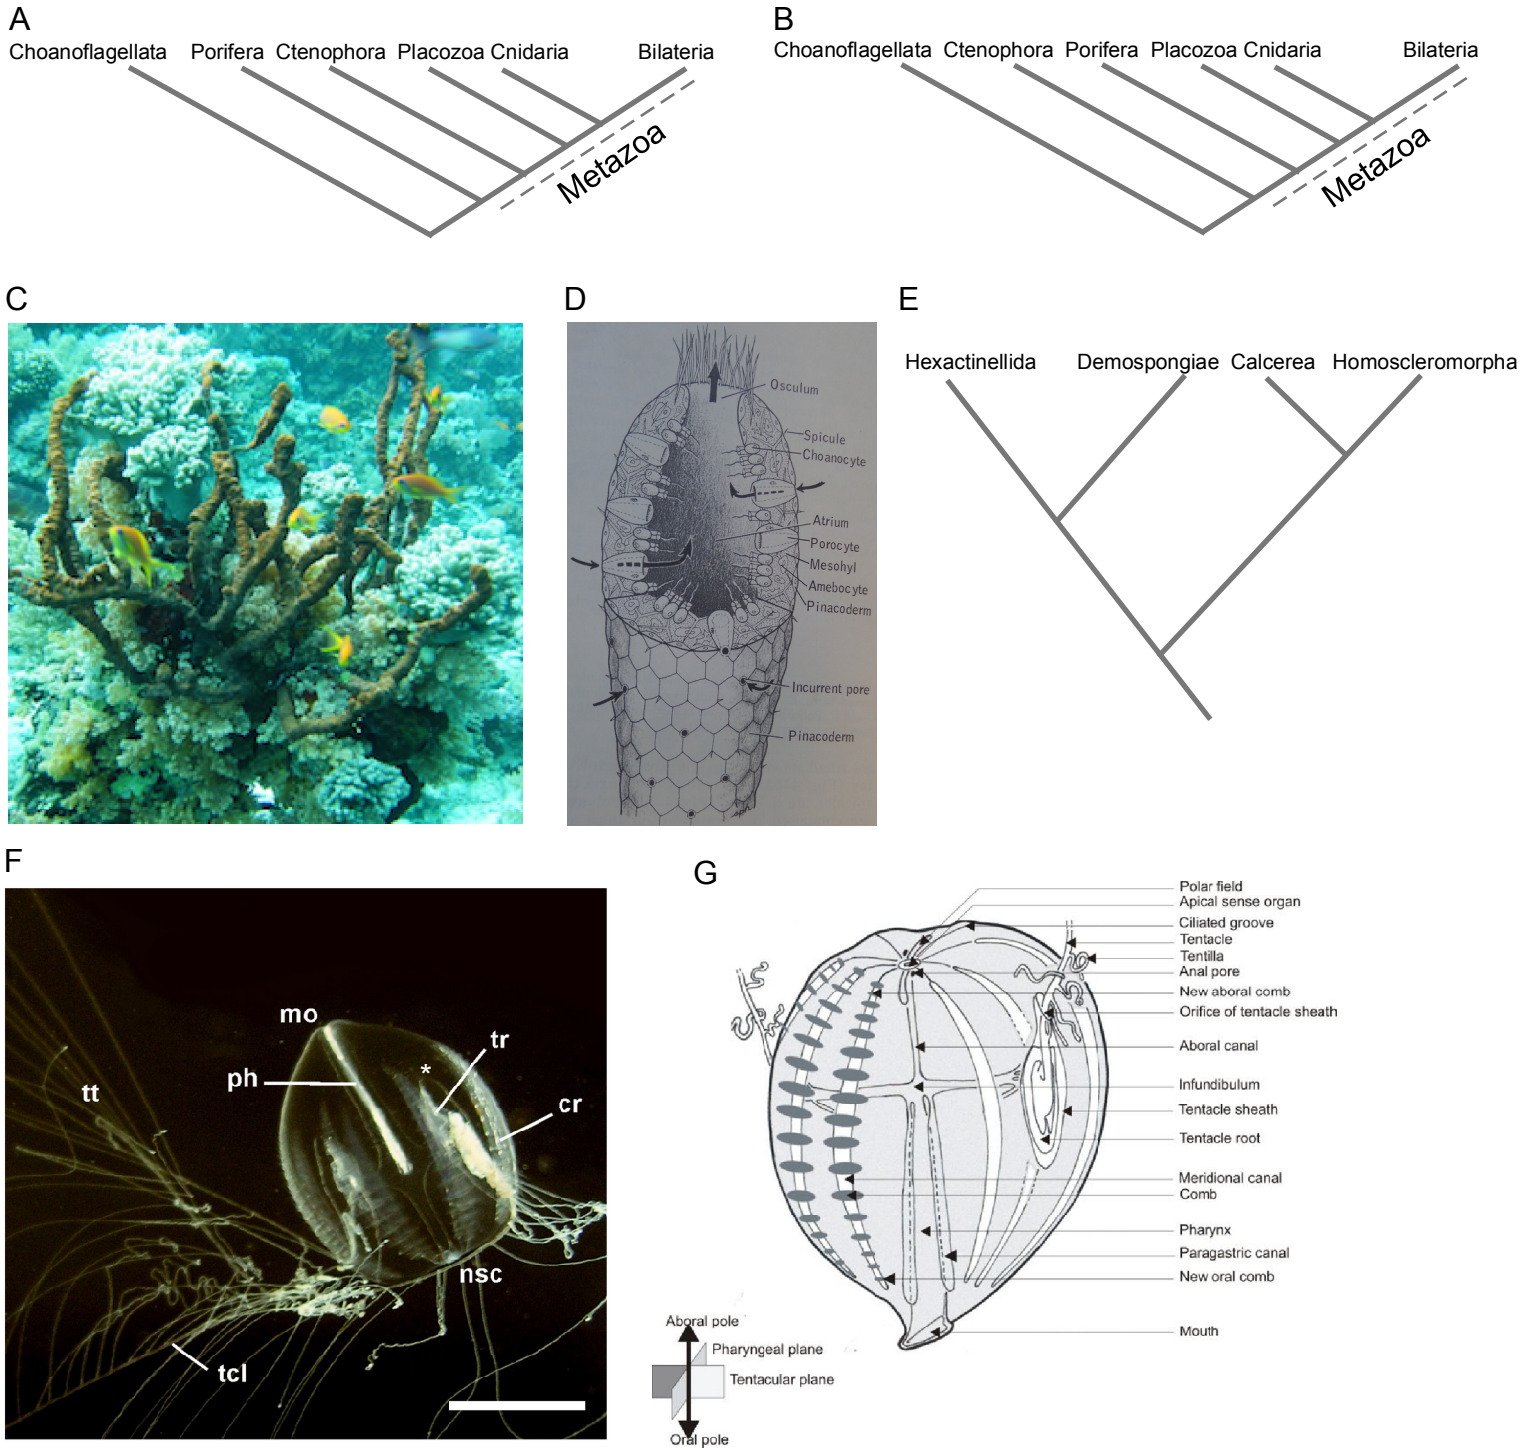 A
Choanoflagellata Porifera Ctenophora Placozoa Cnidaria Bilateria
Metazoa
B
Choanoflagellata Ctenophora Porifera Placozoa Cnidaria Bilateria
Metazoa
C
D
Osculum
Spicule
Choanocyte
Atrium
Porocyte
Mesohyl
Amebocyte
Pinacoderm
Incurrent pore
Pinacoderm
E
Hexactinellida Demospongiae Calcerea Homoscleromorpha
F
mo
tr
ph
*
tt
cr
nsc
tcl
G
Polar field
Apical sense organ
Ciliated groove
Tentacle
Tentilla
Anal pore
New aboral comb
Orifice of tentacle sheath
Aboral canal
Infundibulum
Tentacle sheath
Tentacle root
Meridional canal
Comb
Pharynx
Paragastric canal
New oral comb
Mouth
Aboral pole
Pharyngeal plane
Tentacular plane
Oral pole